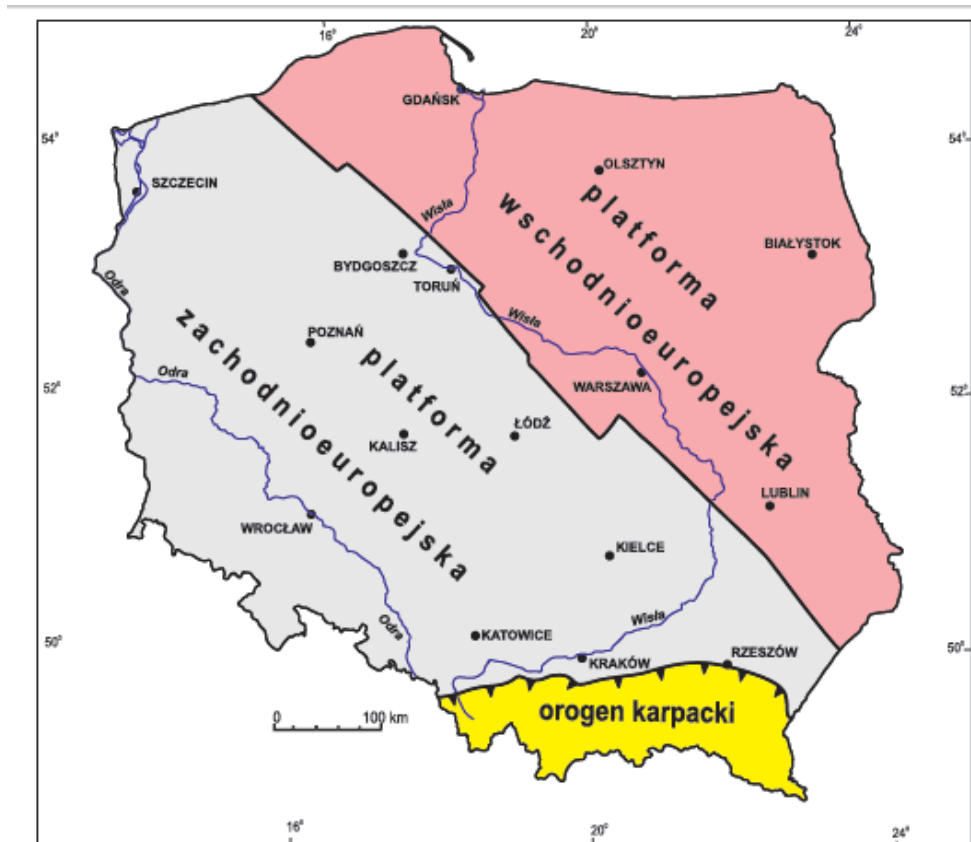 16°
20°
24°
GDAŃSK
54°
54°
OLSZTYN
SZCZECIN
platforma
wschodnioeuropejska
Wisła
BIAŁYSTOK
BYDGOSZCZ
TORUŃ
Odra
zachodnioeuropejska
platforma
POZNAŃ
Wisła
Odra
WARSZAWA
52°
52°
ŁÓDŹ
KALISZ
LUBLIN
WROCŁAW
KIELCE
Wisła
Odra
KATOWICE
50°
50°
KRAKÓW
RZESZÓW
0 100 km
orogen karpacki
16°
20°
24°